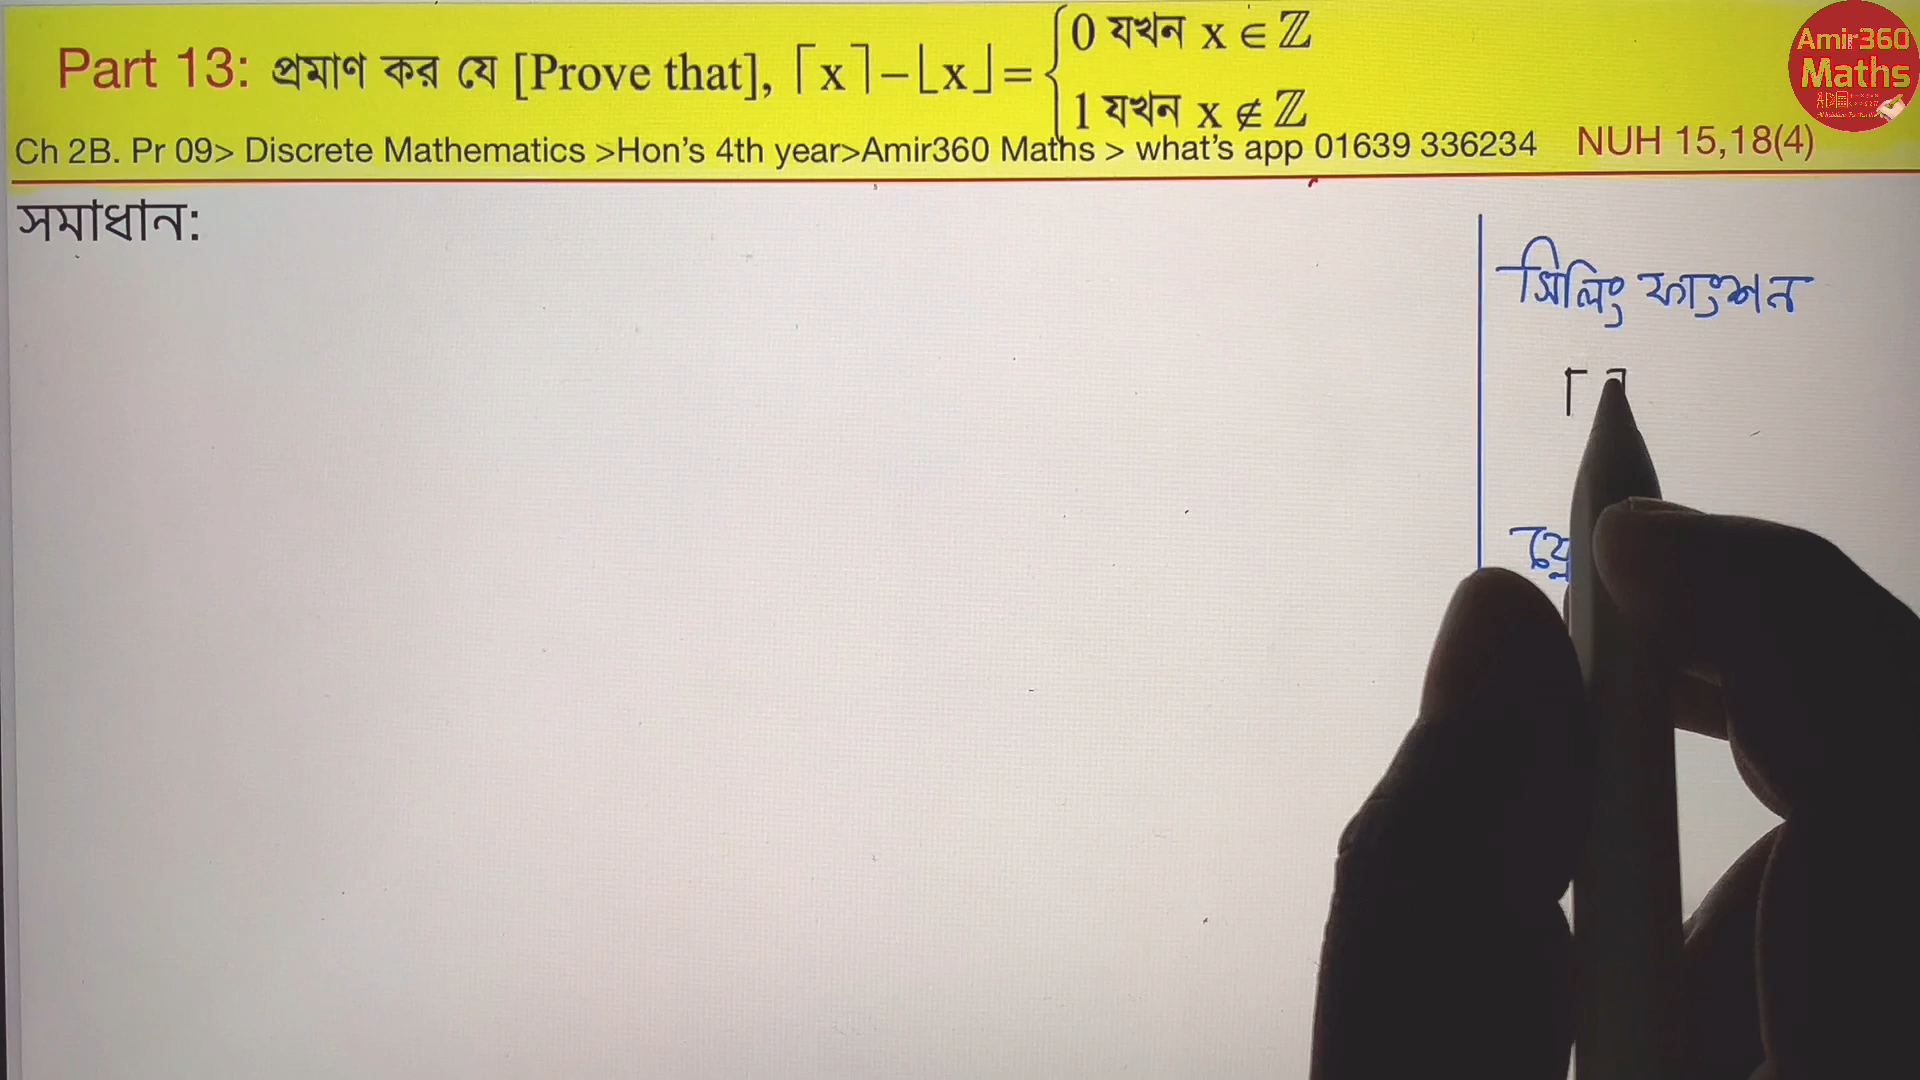 Part 13: প্রমাণ কর যে [Prove that], ⌈x⌉ – ⌊x⌋ = { 0 যখন x ∈ ℤ
1 যখন x ∉ ℤ
Ch 2B. Pr 09> Discrete Mathematics >Hon's 4th year>Amir360 Maths > what's app 01639 336234 NUH 15,18(4)
Amir360
Maths
সমাধান:
সিলিং ফাংশন
⌈ ⌉